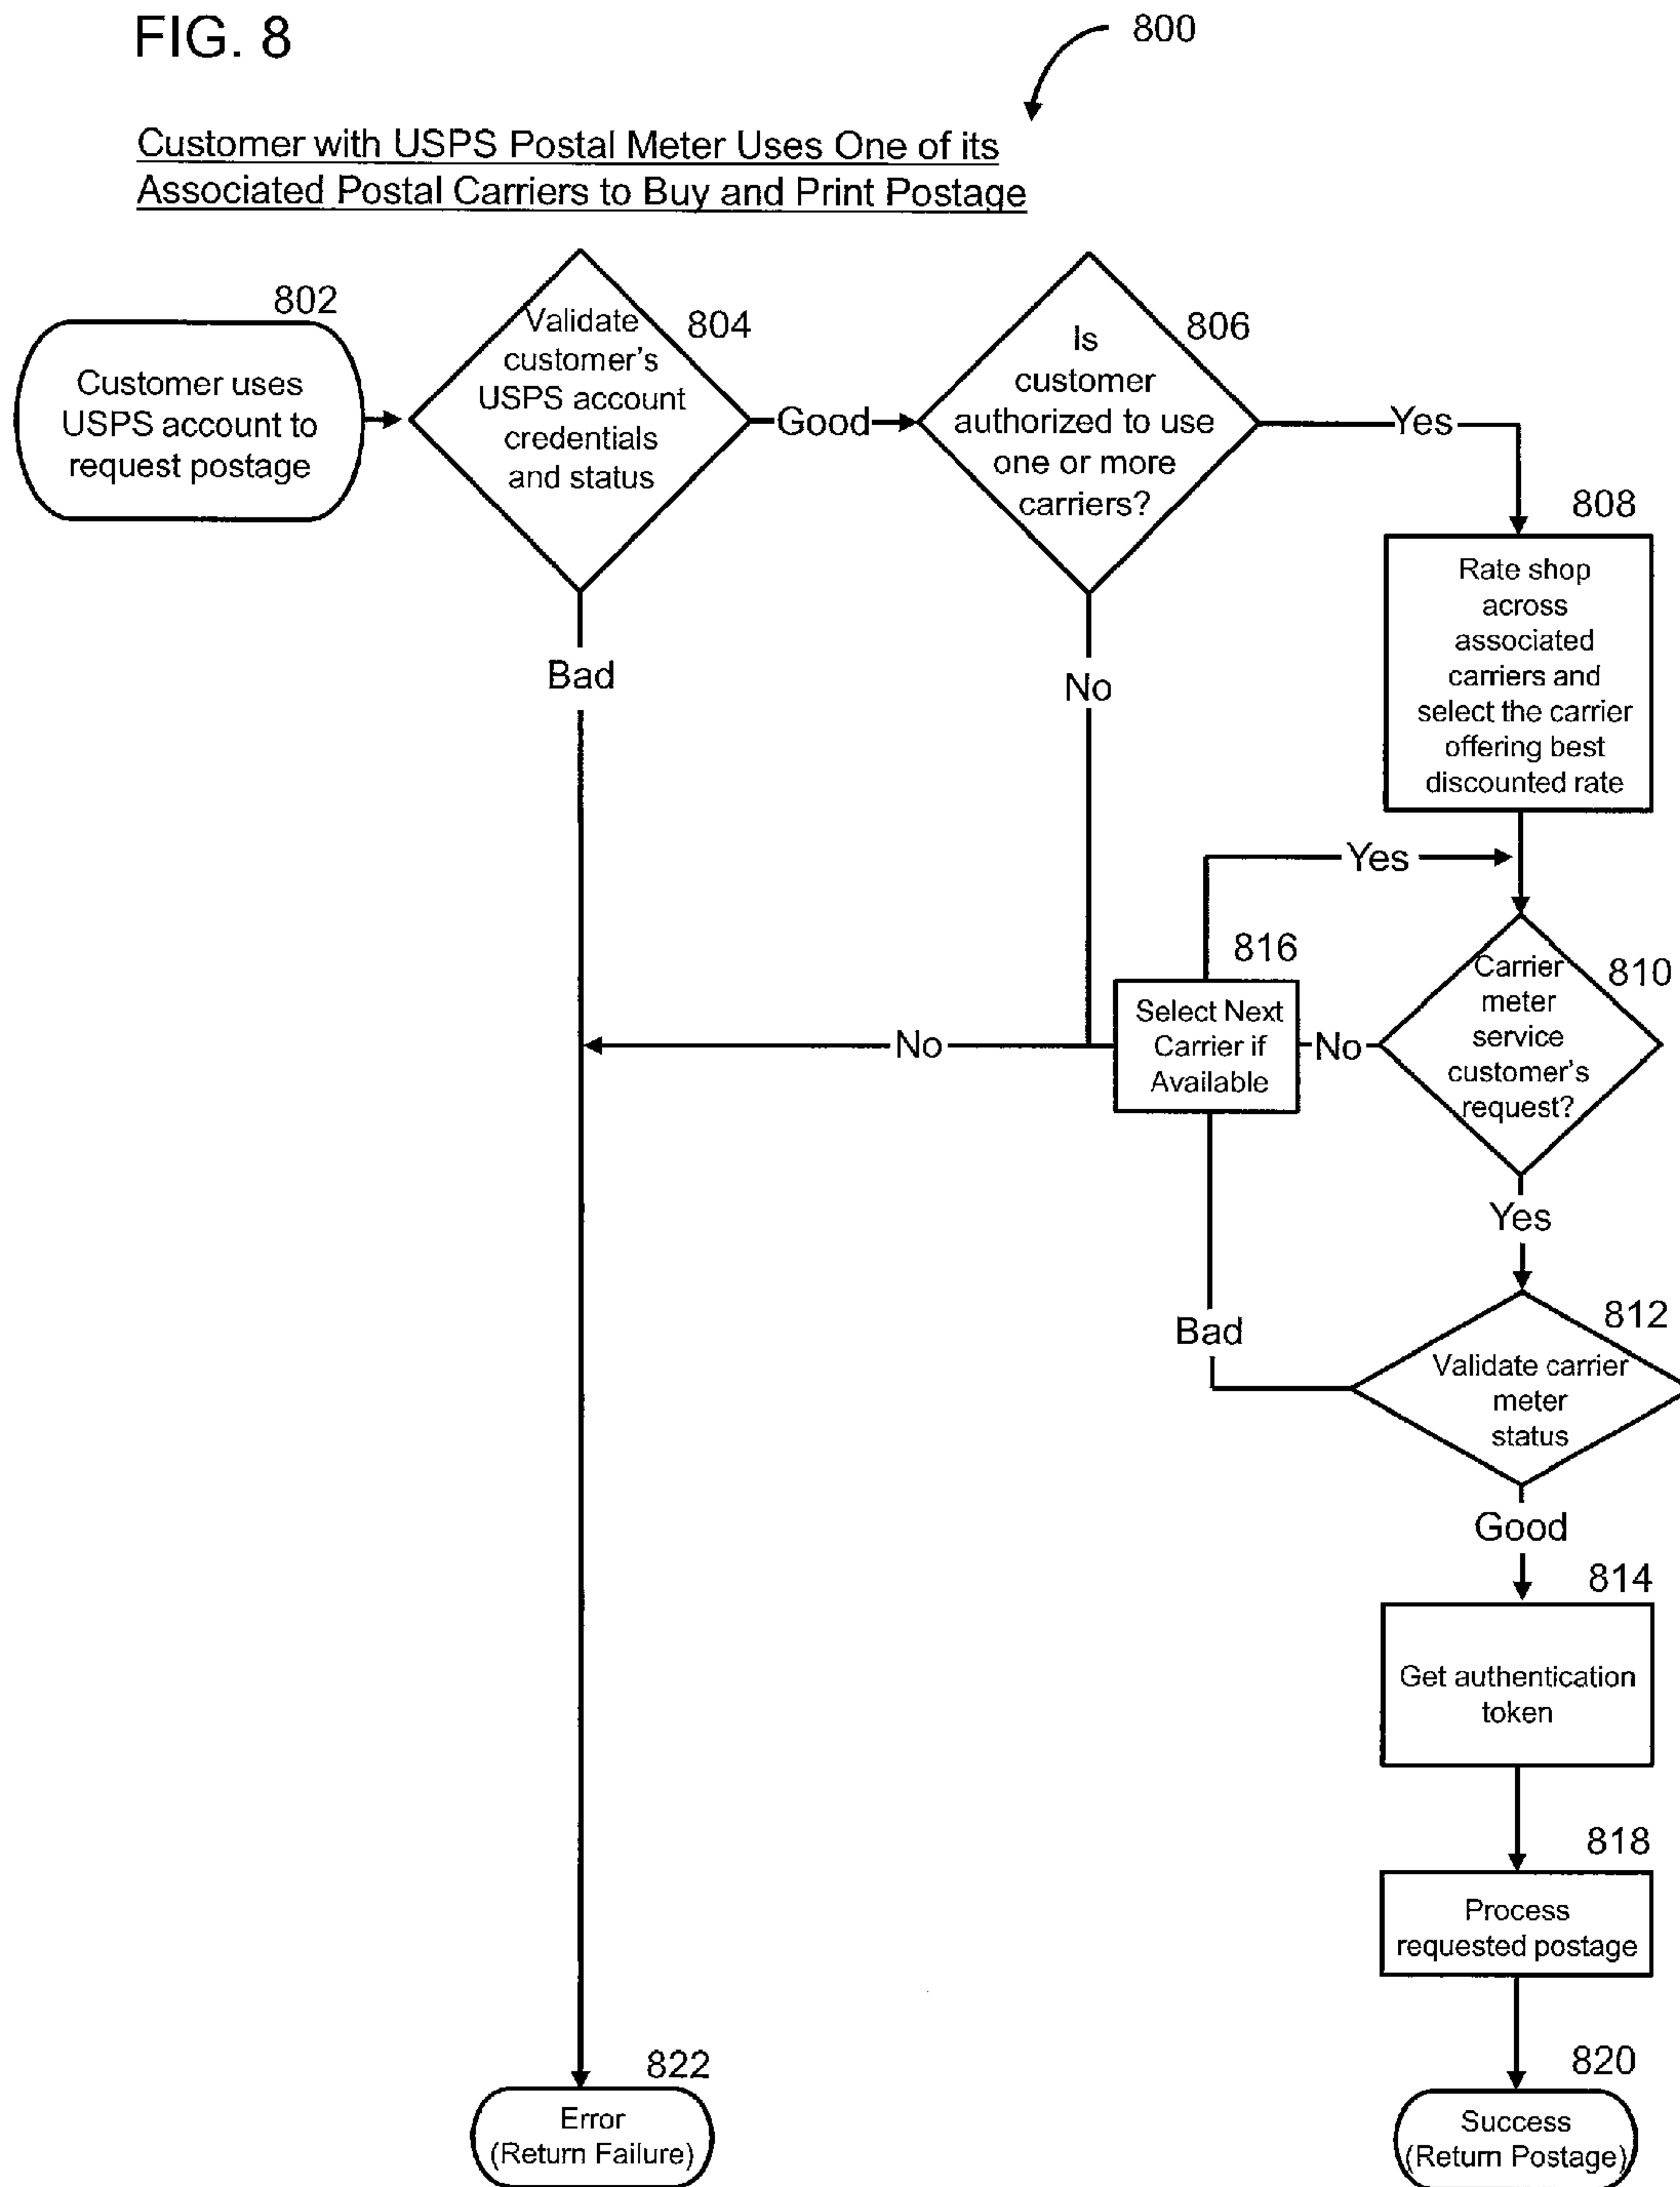 FIG. 8
800
Customer with USPS Postal Meter Uses One of its
Associated Postal Carriers to Buy and Print Postage
802
Customer uses
USPS account to
request postage
804
Validate
customer's
USPS account
credentials
and status
Good
Bad
806
Is
customer
authorized to use
one or more
carriers?
Yes
No
808
Rate shop
across
associated
carriers and
select the carrier
offering best
discounted rate
Yes
816
Select Next
Carrier if
Available
No
No
810
Carrier
meter
service
customer's
request?
Yes
Bad
812
Validate carrier
meter
status
Good
814
Get authentication
token
818
Process
requested postage
822
Error
(Return Failure)
820
Success
(Return Postage)